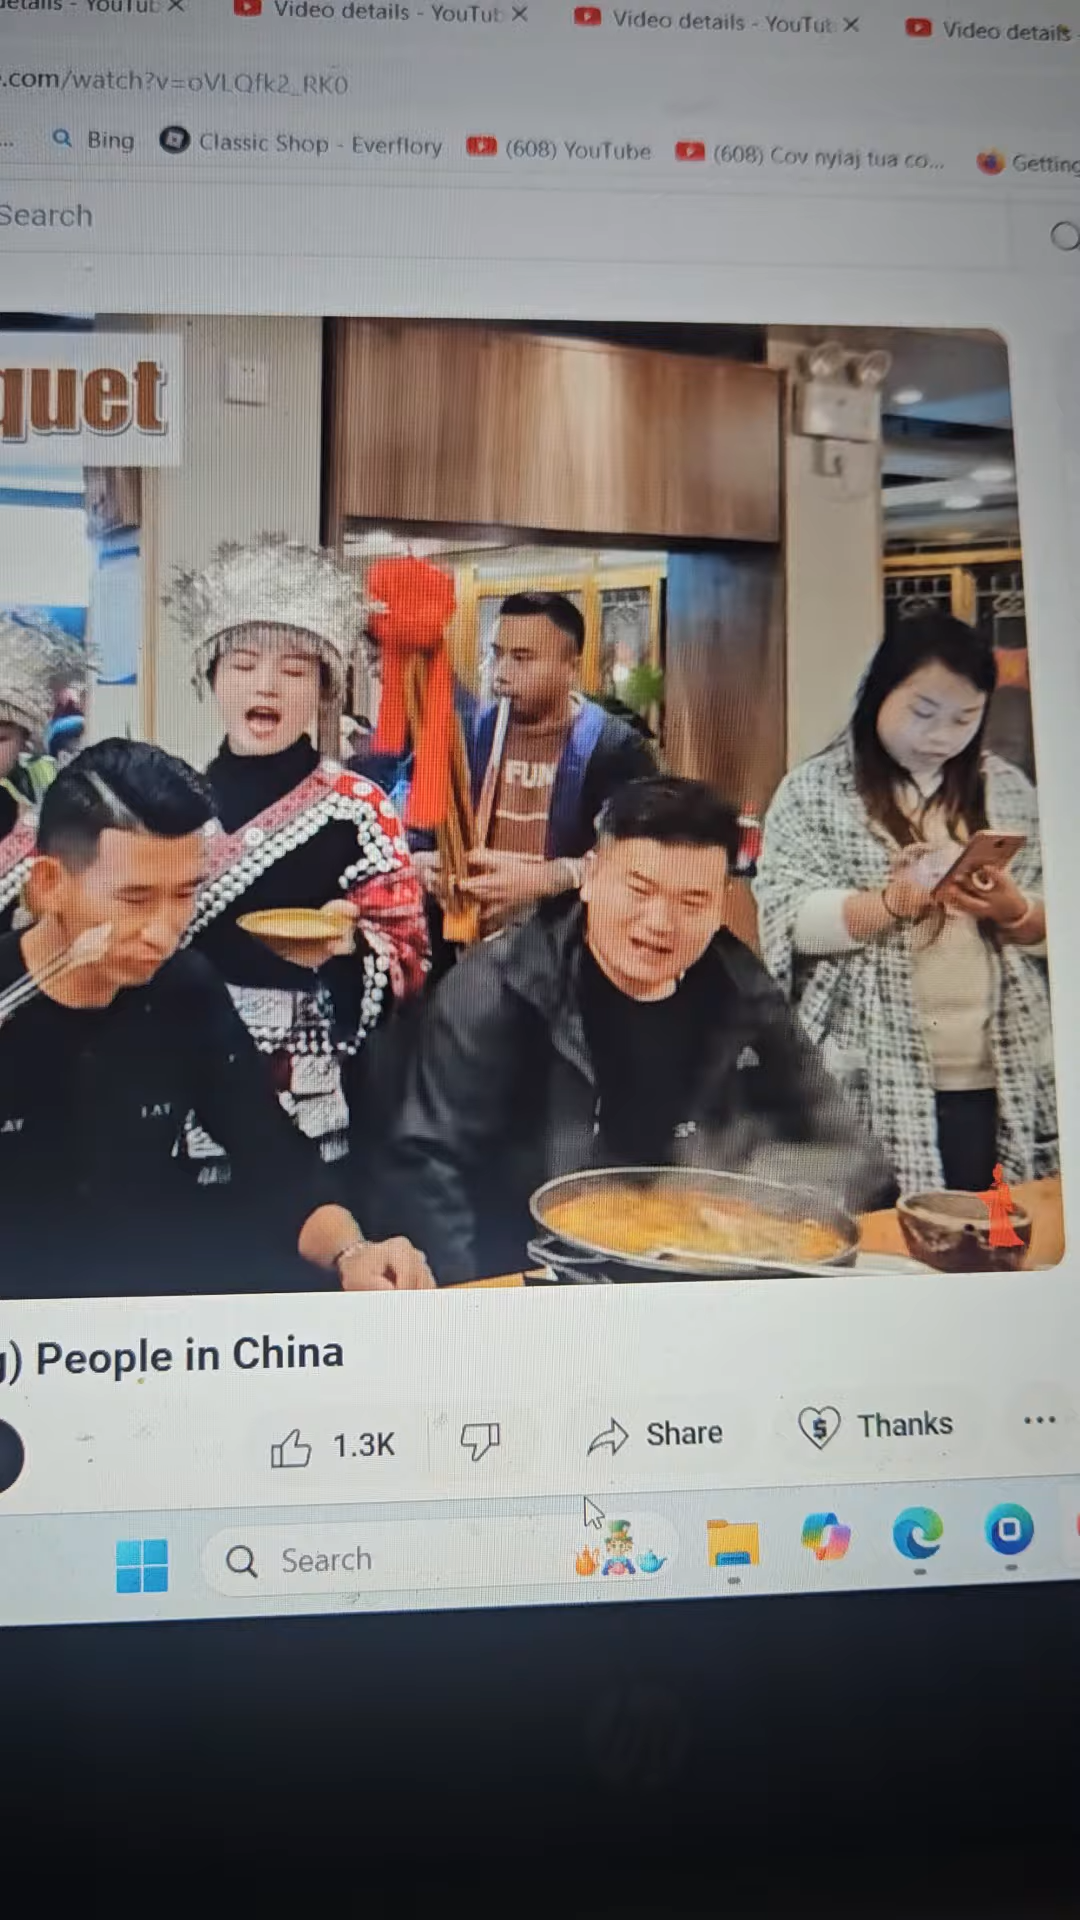 Video details - YouTub
Video details - YouTub
Video details
.com/watch?v=oVLQfk2_RK0
... Bing Classic Shop - Everflory (608) YouTube (608) Cov nyiaj tua co... Getting
Search
quet
FUN
) People in China
1.3K Share Thanks ...
Search